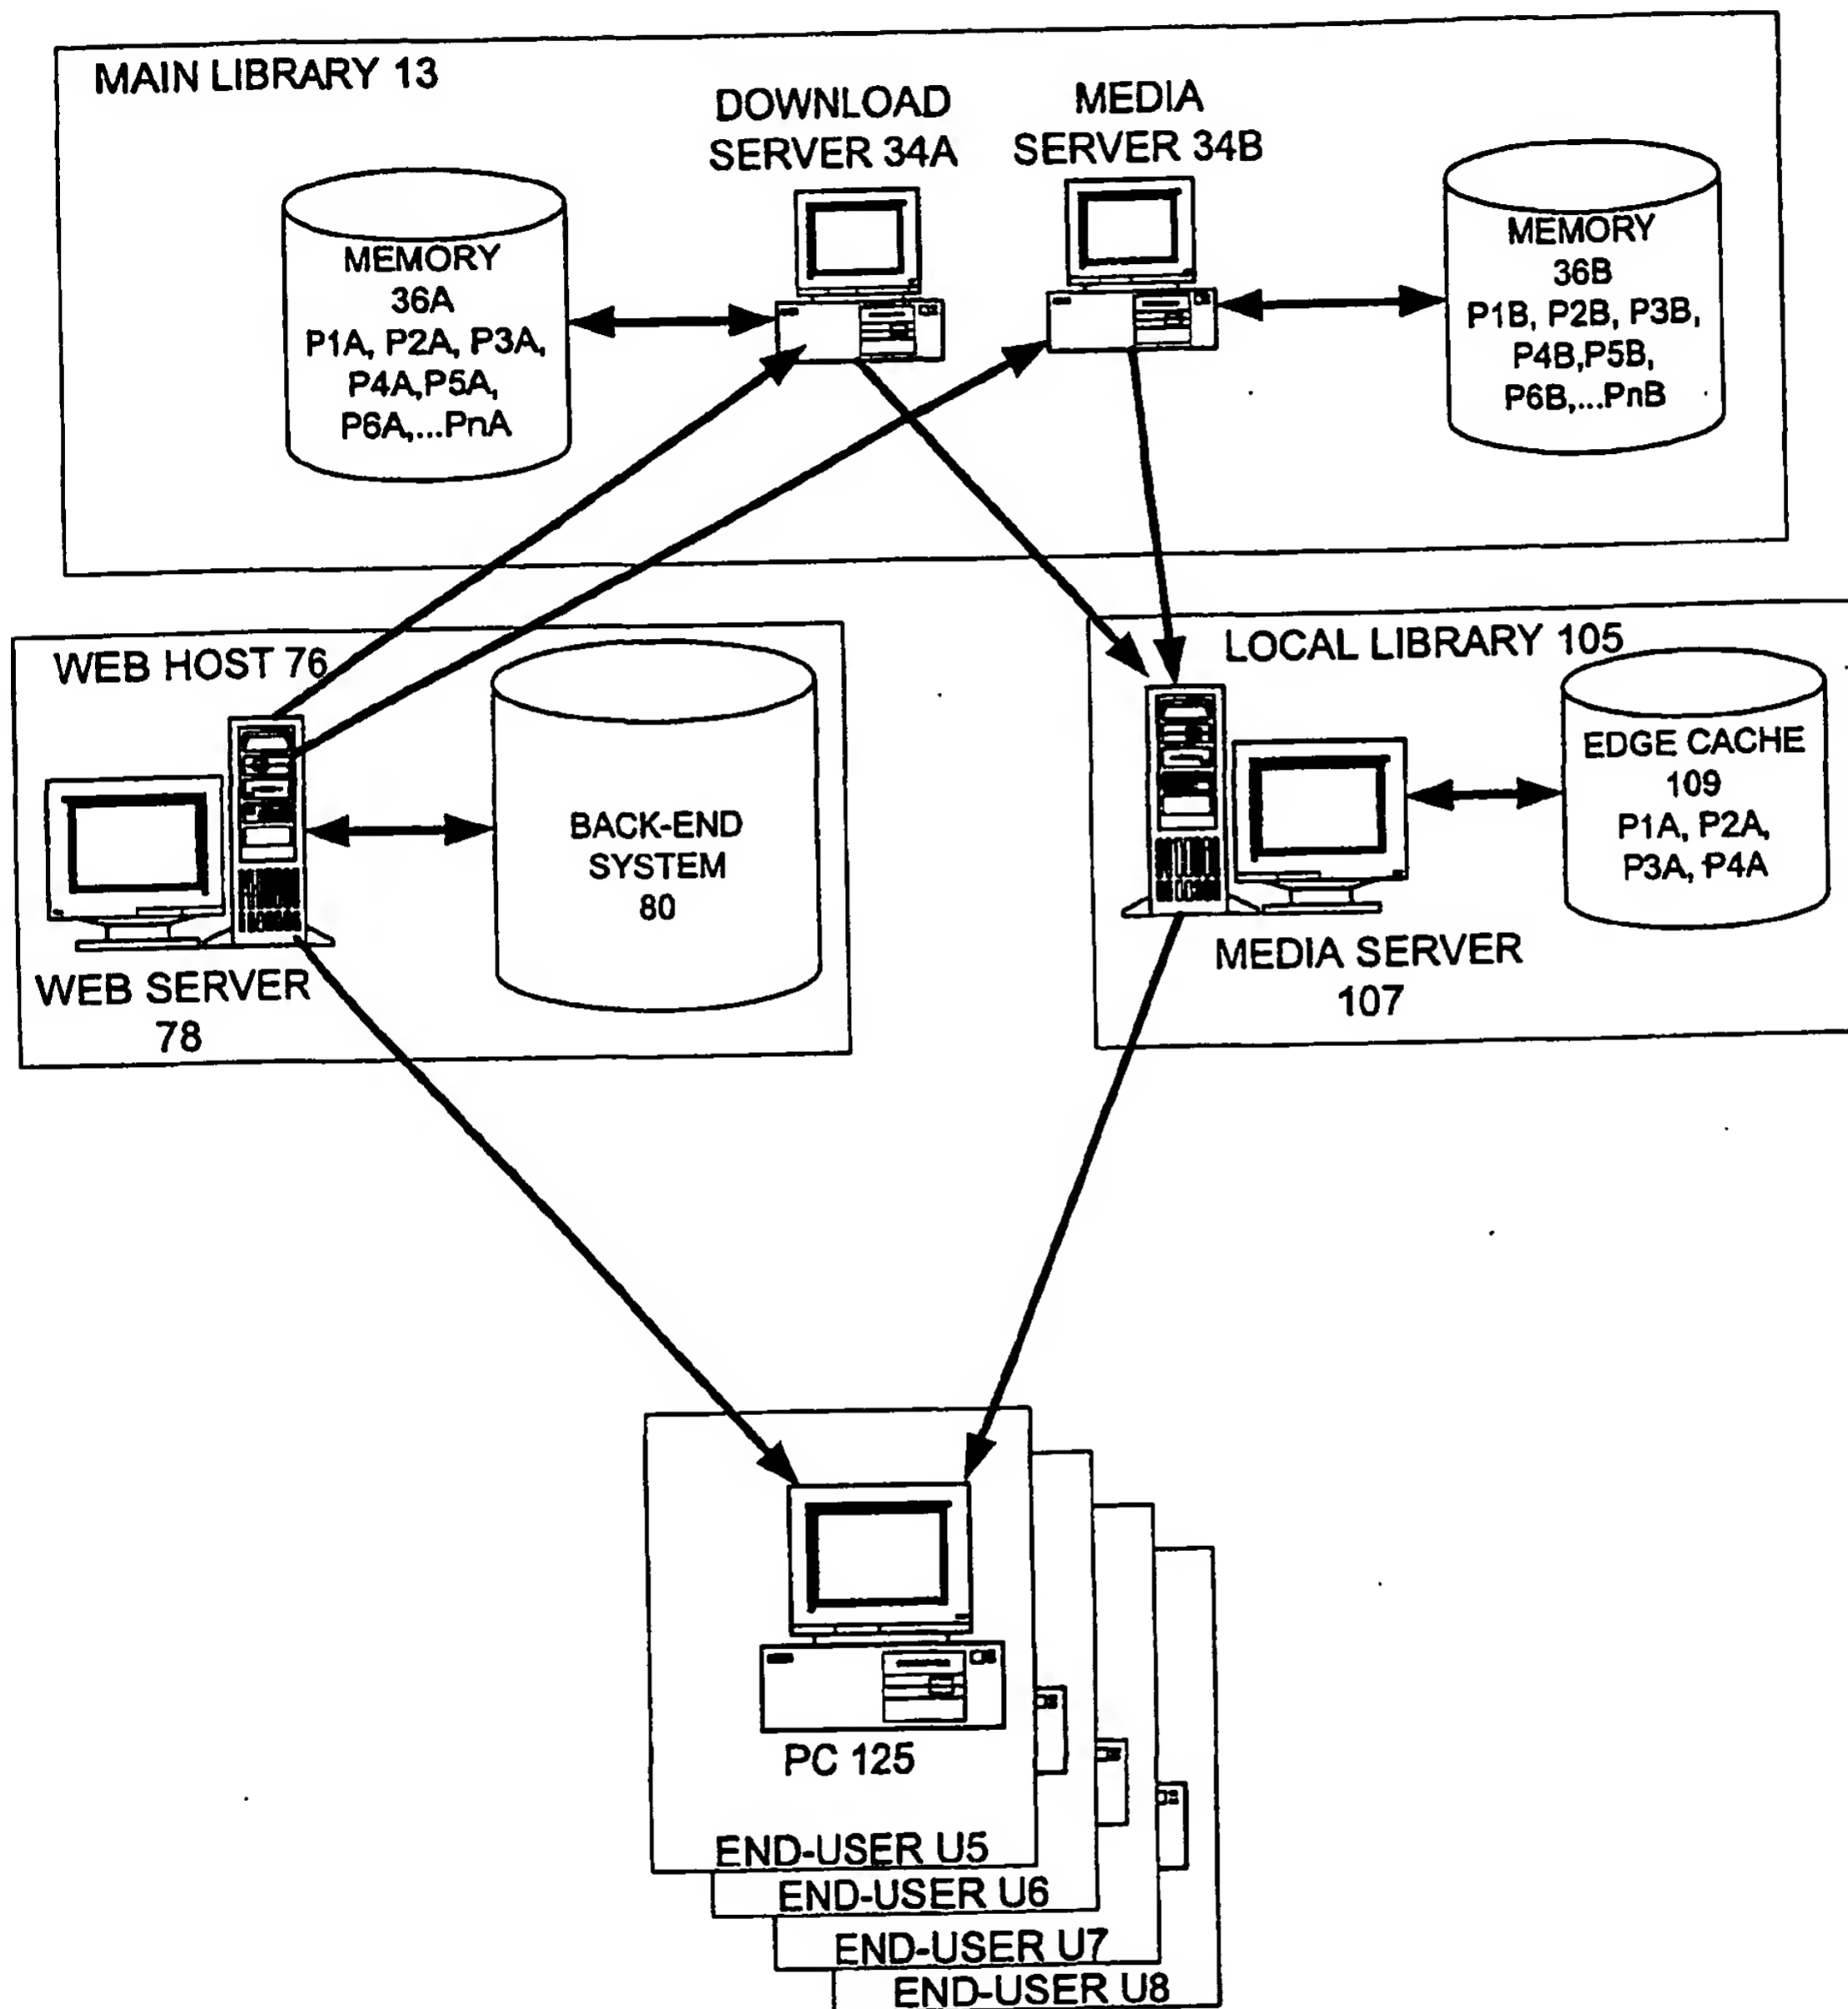 MAIN LIBRARY 13
DOWNLOAD
SERVER 34A
MEDIA
SERVER 34B
MEMORY
36A
P1A, P2A, P3A,
P4A,P5A,
P6A,...PnA
MEMORY
36B
P1B, P2B, P3B,
P4B,P5B,
P6B,...PnB
WEB HOST 76
BACK-END
SYSTEM
80
WEB SERVER
78
LOCAL LIBRARY 105
EDGE CACHE
109
P1A, P2A,
P3A, P4A
MEDIA SERVER
107
PC 125
END-USER U5
END-USER U6
END-USER U7
END-USER U8